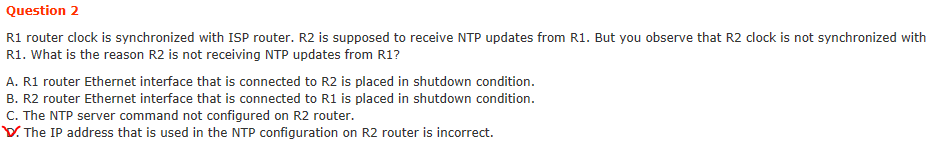 Question 2
R1 router clock is synchronized with ISP router. R2 is supposed to receive NTP updates from R1. But you observe that R2 clock is not synchronized with
R1. What is the reason R2 is not receiving NTP updates from R1?
A. R1 router Ethernet interface that is connected to R2 is placed in shutdown condition.
B. R2 router Ethernet interface that is connected to R1 is placed in shutdown condition.
C. The NTP server command not configured on R2 router.
D. The IP address that is used in the NTP configuration on R2 router is incorrect.